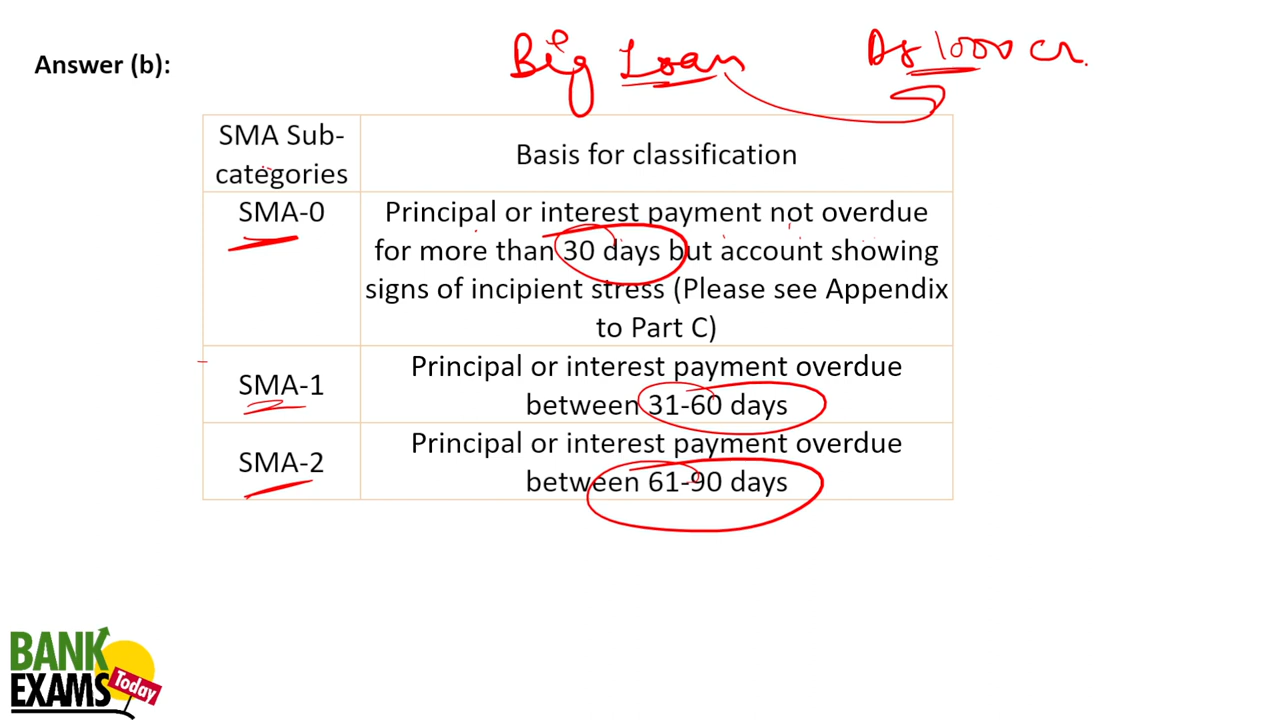 Big Loan
Rs 1000 cr.
Answer (b):
SMA Sub-
categories
Basis for classification
SMA-0
Principal or interest payment not overdue
for more than 30 days but account showing
signs of incipient stress (Please see Appendix
to Part C)
SMA-1
Principal or interest payment overdue
between 31-60 days
SMA-2
Principal or interest payment overdue
between 61-90 days
BANK
EXAMS
Today